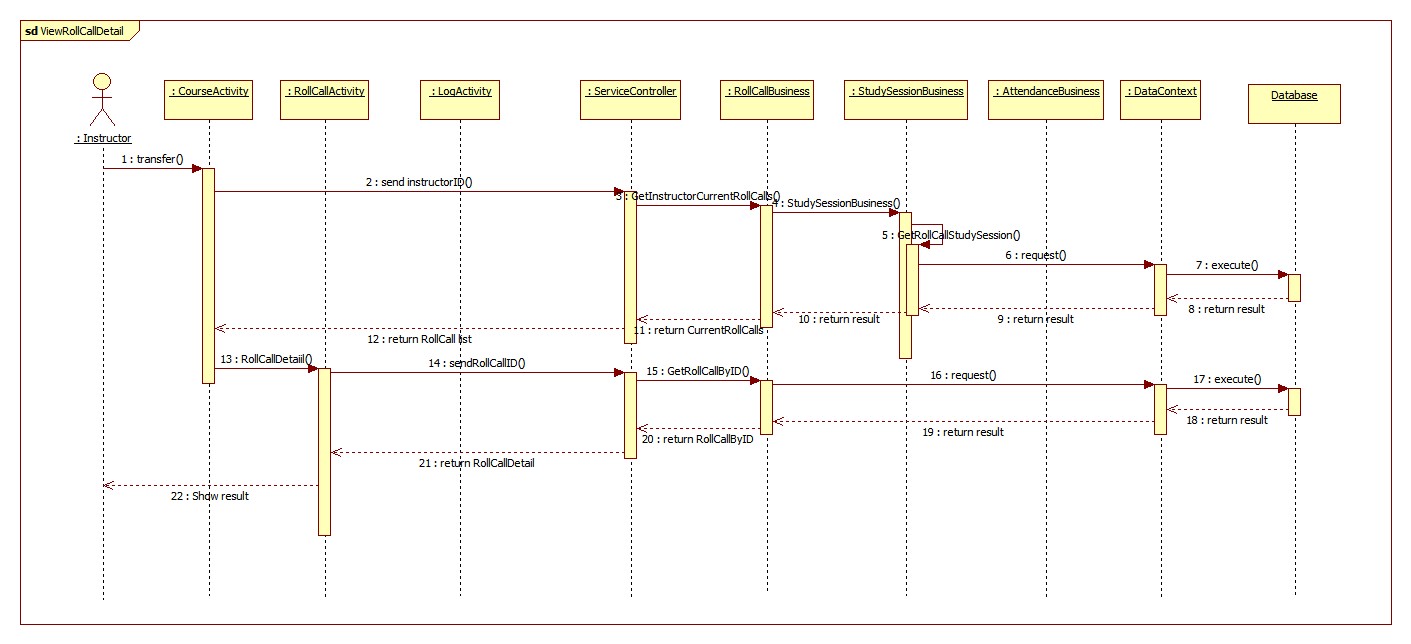 sd ViewRollCallDetail
: CourseActivity
: RollCallActivity
: LogActivity
: ServiceController
: RollCallBusiness
: StudySessionBusiness
: AttendanceBusiness
: DataContext
Database
: Instructor
1 : transfer()
2 : send instructorID()
3 : GetInstructorCurrentRollCalls()
4 : StudySessionBusiness()
5 : GetRollCallStudySession()
6 : request()
7 : execute()
8 : return result
9 : return result
10 : return result
11 : return CurrentRollCalls
12 : return RollCall list
13 : RollCallDetaiil()
14 : sendRollCallID()
15 : GetRollCallByID()
16 : request()
17 : execute()
18 : return result
19 : return result
20 : return RollCallByID
21 : return RollCallDetail
22 : Show result